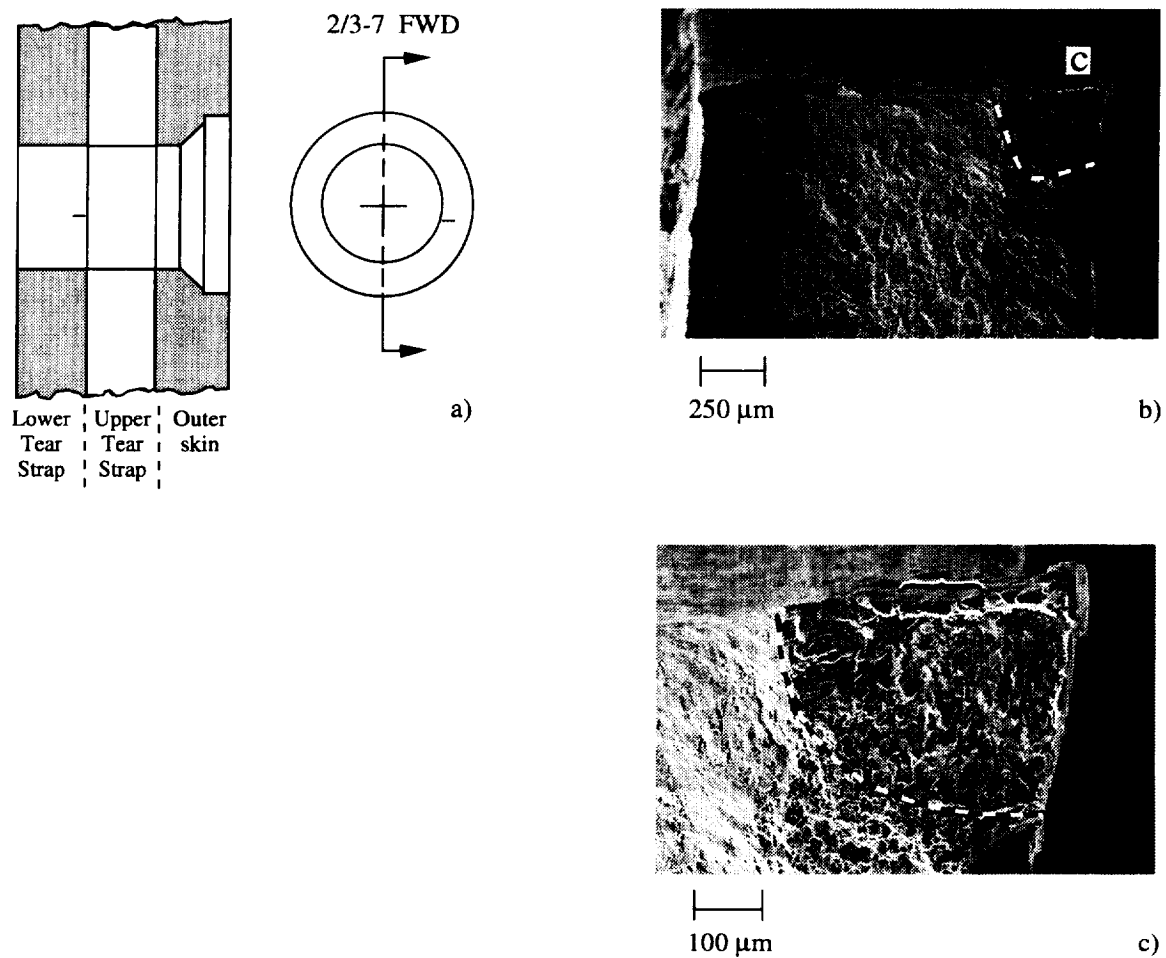 2/3-7 FWD
Lower Tear Strap
Upper Tear Strap
Outer skin
a)
C
250 μm
b)
100 μm
c)